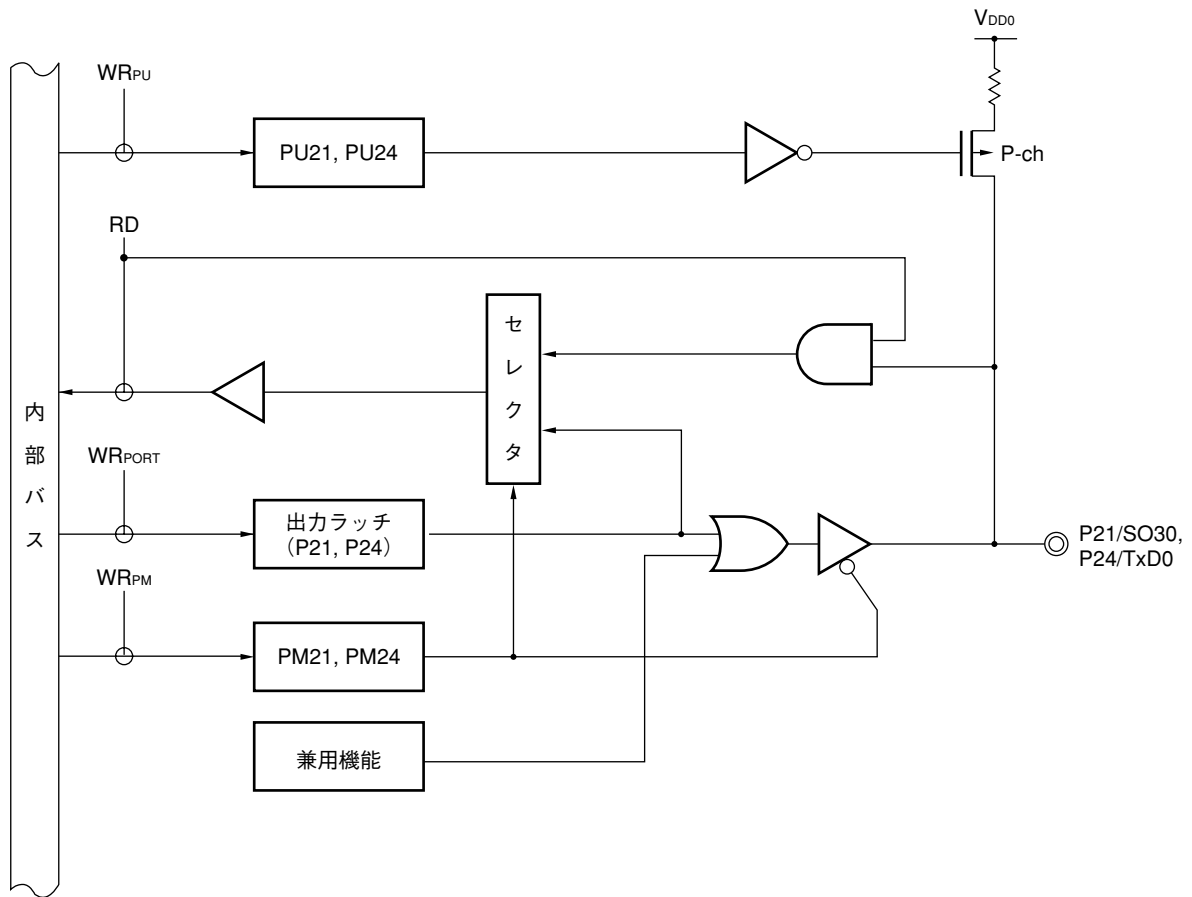 VDD0
WRPU
PU21, PU24
P-ch
RD
セレクタ
内部バス
WRPORT
出力ラッチ
(P21, P24)
P21/SO30,
P24/TxD0
WRPM
PM21, PM24
兼用機能